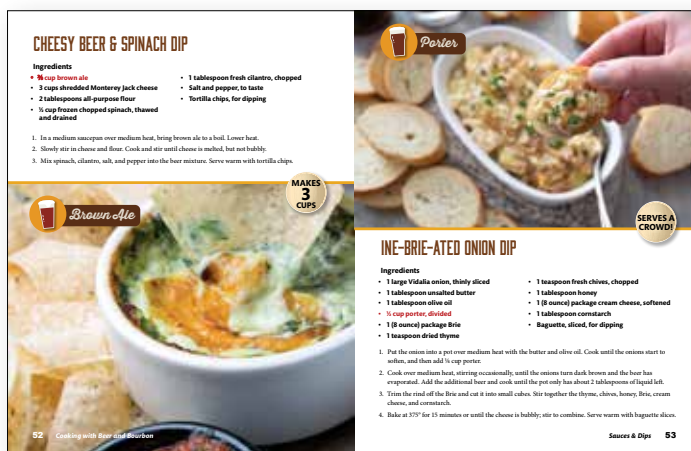 CHEESY BEER & SPINACH DIP
Ingredients
• ¾ cup brown ale
• 3 cups shredded Monterey Jack cheese
• 2 tablespoons all-purpose flour
• ½ cup frozen chopped spinach, thawed
and drained
• 1 tablespoon fresh cilantro, chopped
• Salt and pepper, to taste
• Tortilla chips, for dipping
1. In a medium saucepan over medium heat, bring brown ale to a boil. Lower heat.
2. Slowly stir in cheese and flour. Cook and stir until cheese is melted, but not bubbly.
3. Mix spinach, cilantro, salt, and pepper into the beer mixture. Serve warm with tortilla chips.
MAKES
3
CUPS
Brown Ale
52 Cooking with Beer and Bourbon
Porter
SERVES A
CROWD!
INE-BRIE-ATED ONION DIP
Ingredients
• 1 large Vidalia onion, thinly sliced
• 1 tablespoon unsalted butter
• 1 tablespoon olive oil
• ½ cup porter, divided
• 1 (8 ounce) package Brie
• 1 teaspoon dried thyme
• 1 teaspoon fresh chives, chopped
• 1 tablespoon honey
• 1 (8 ounce) package cream cheese, softened
• 1 tablespoon cornstarch
• Baguette, sliced, for dipping
1. Put the onion into a pot over medium heat with the butter and olive oil. Cook until the onions start to
soften, and then add ¼ cup porter.
2. Cook over medium heat, stirring occasionally, until the onions turn dark brown and the beer has
evaporated. Add the additional beer and cook until the pot only has about 2 tablespoons of liquid left.
3. Trim the rind off the Brie and cut it into small cubes. Stir together the thyme, chives, honey, Brie, cream
cheese, and cornstarch.
4. Bake at 375° for 15 minutes or until the cheese is bubbly; stir to combine. Serve warm with baguette slices.
Sauces & Dips 53